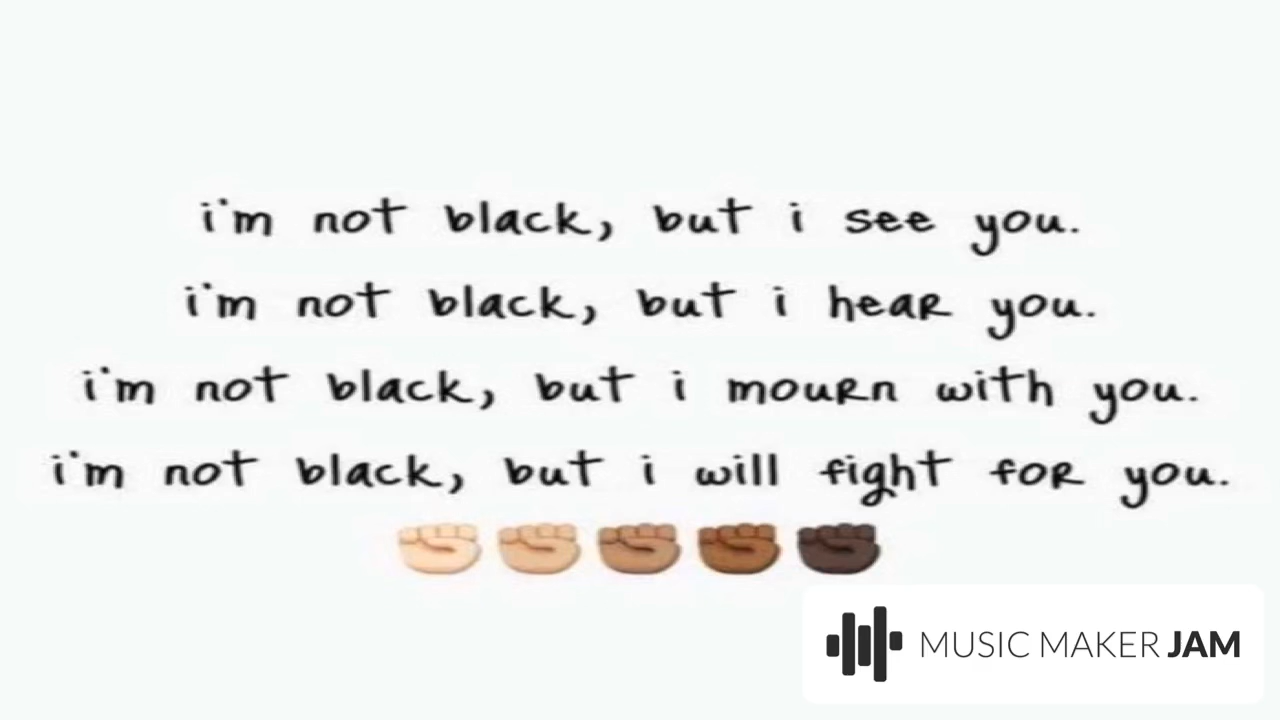 i'm not black, but i see you.
i'm not black, but i hear you.
i'm not black, but i mourn with you.
i'm not black, but i will fight for you.
MUSIC MAKER JAM